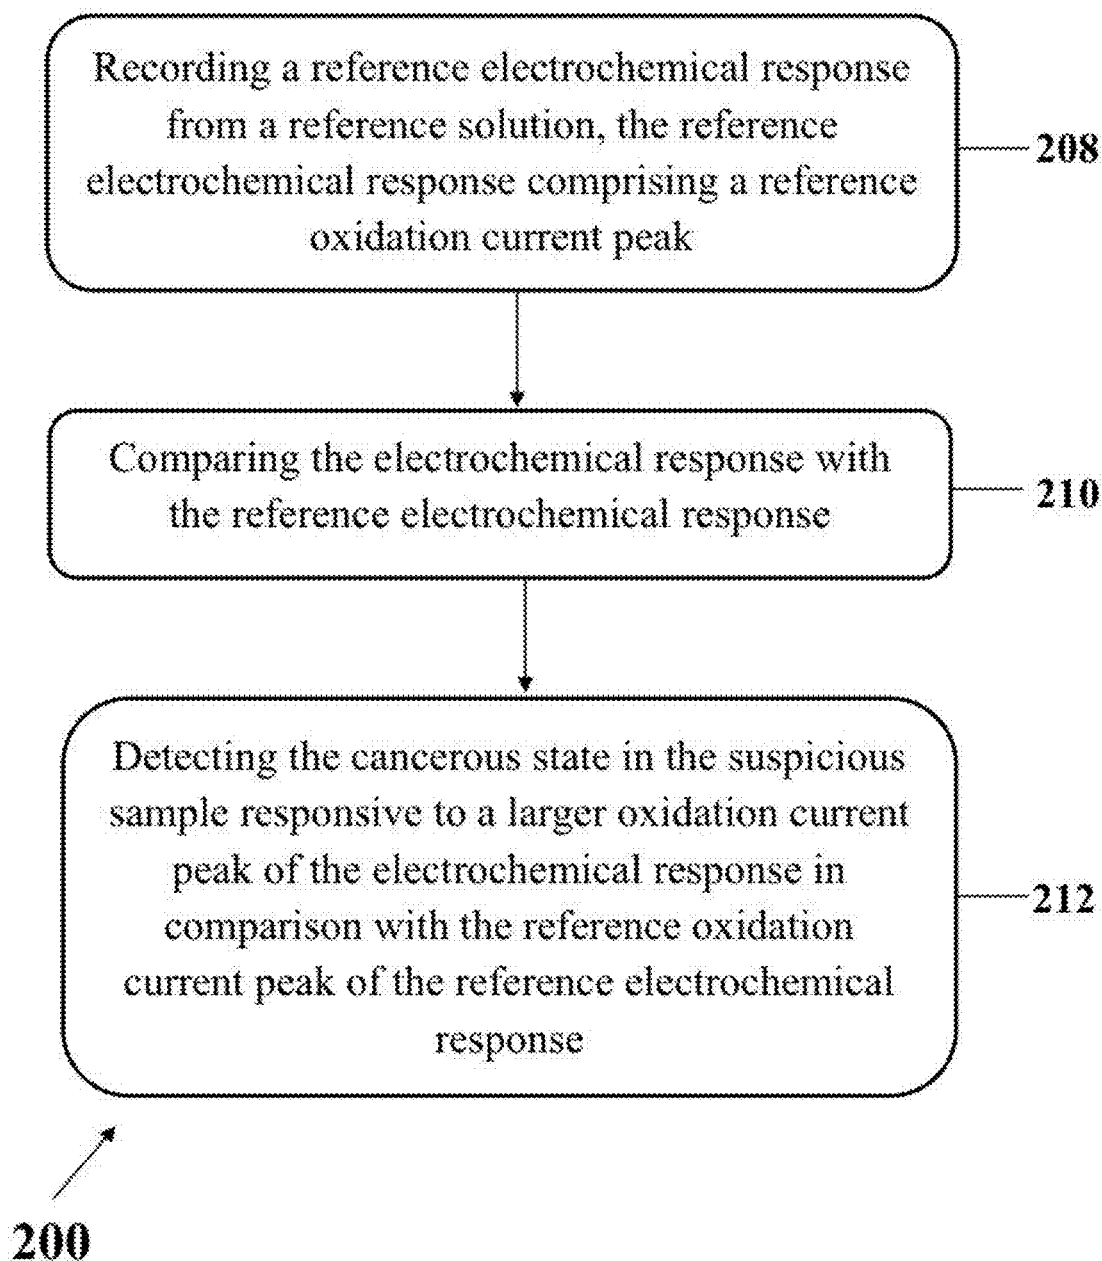 Recording a reference electrochemical response
from a reference solution, the reference
electrochemical response comprising a reference
oxidation current peak
208
Comparing the electrochemical response with
the reference electrochemical response
210
Detecting the cancerous state in the suspicious
sample responsive to a larger oxidation current
peak of the electrochemical response in
comparison with the reference oxidation
current peak of the reference electrochemical
response
212
200